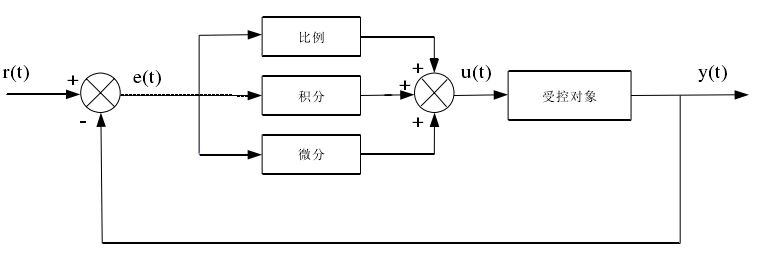 比例
r(t)
+
e(t)
积分
+
+
+
u(t)
受控对象
y(t)
-
微分